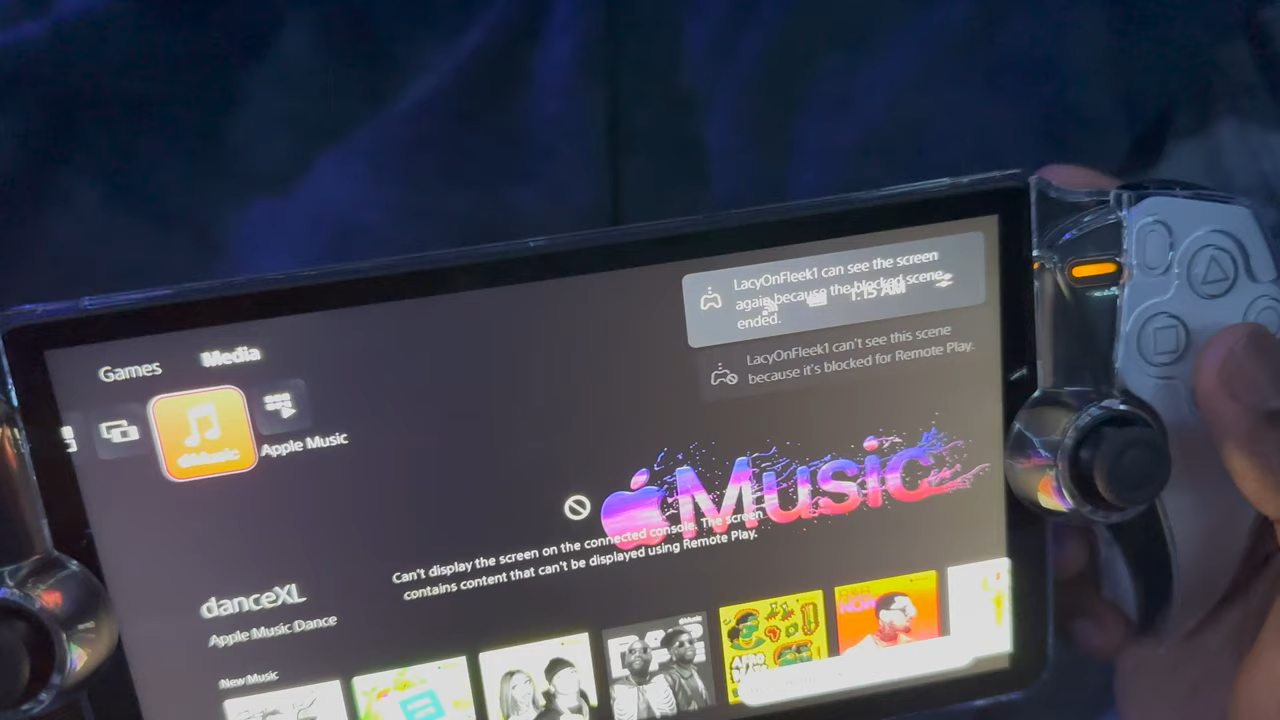 LacyOnFleek1 can see the screen
again because the blocked scene
ended.
1:15 AM
LacyOnFleek1 can't see this scene
because it's blocked for Remote Play.
Games
Media
Music
Apple Music
Music
Can't display the screen on the connected console. The screen
contains content that can't be displayed using Remote Play.
danceXL
Apple Music Dance
New Music
AFRO